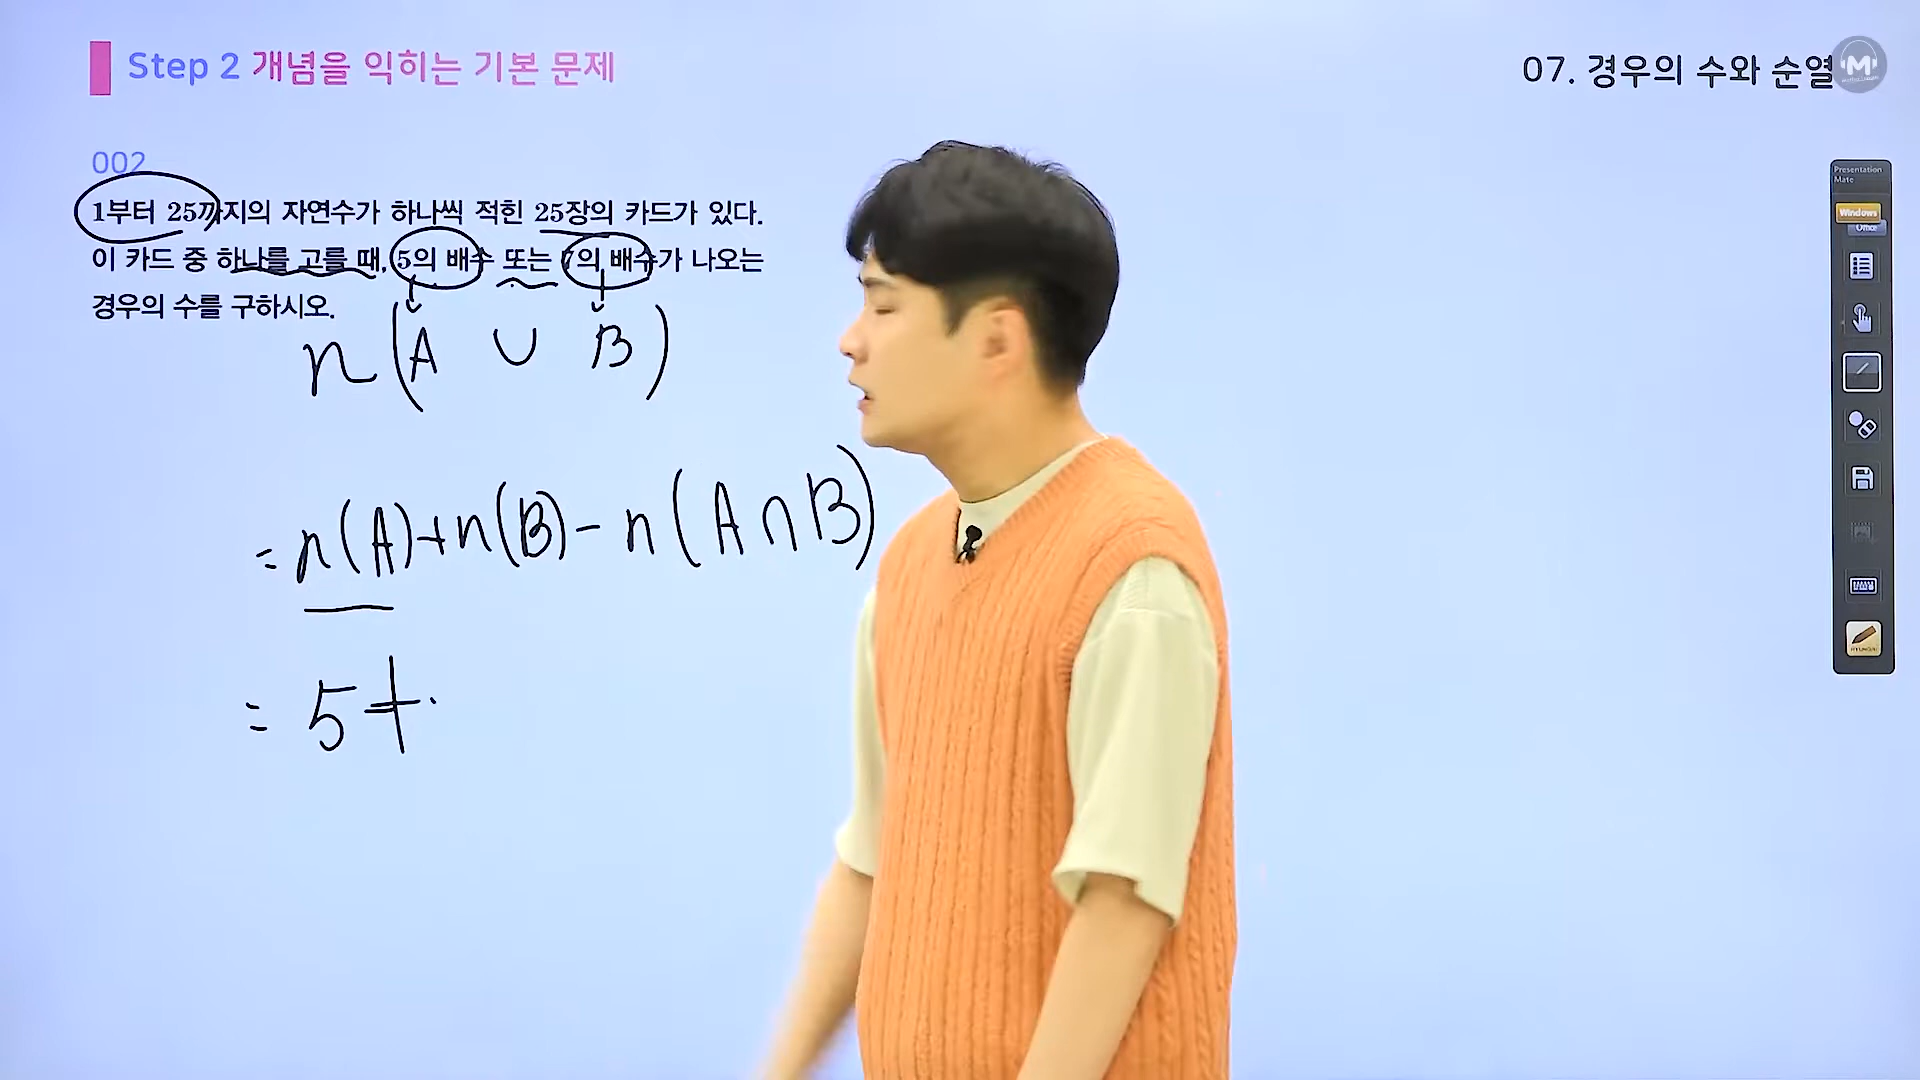 Step 2 개념을 익히는 기본 문제
07. 경우의 수와 순열
M
002
1부터 25까지의 자연수가 하나씩 적힌 25장의 카드가 있다.
이 카드 중 하나를 고를 때, 5의 배수 또는 7의 배수가 나오는
경우의 수를 구하시오.
n(A ∪ B)
= n(A)+n(B)-n(A∩B)
= 5+
Presentation
Mate
Windows
Office